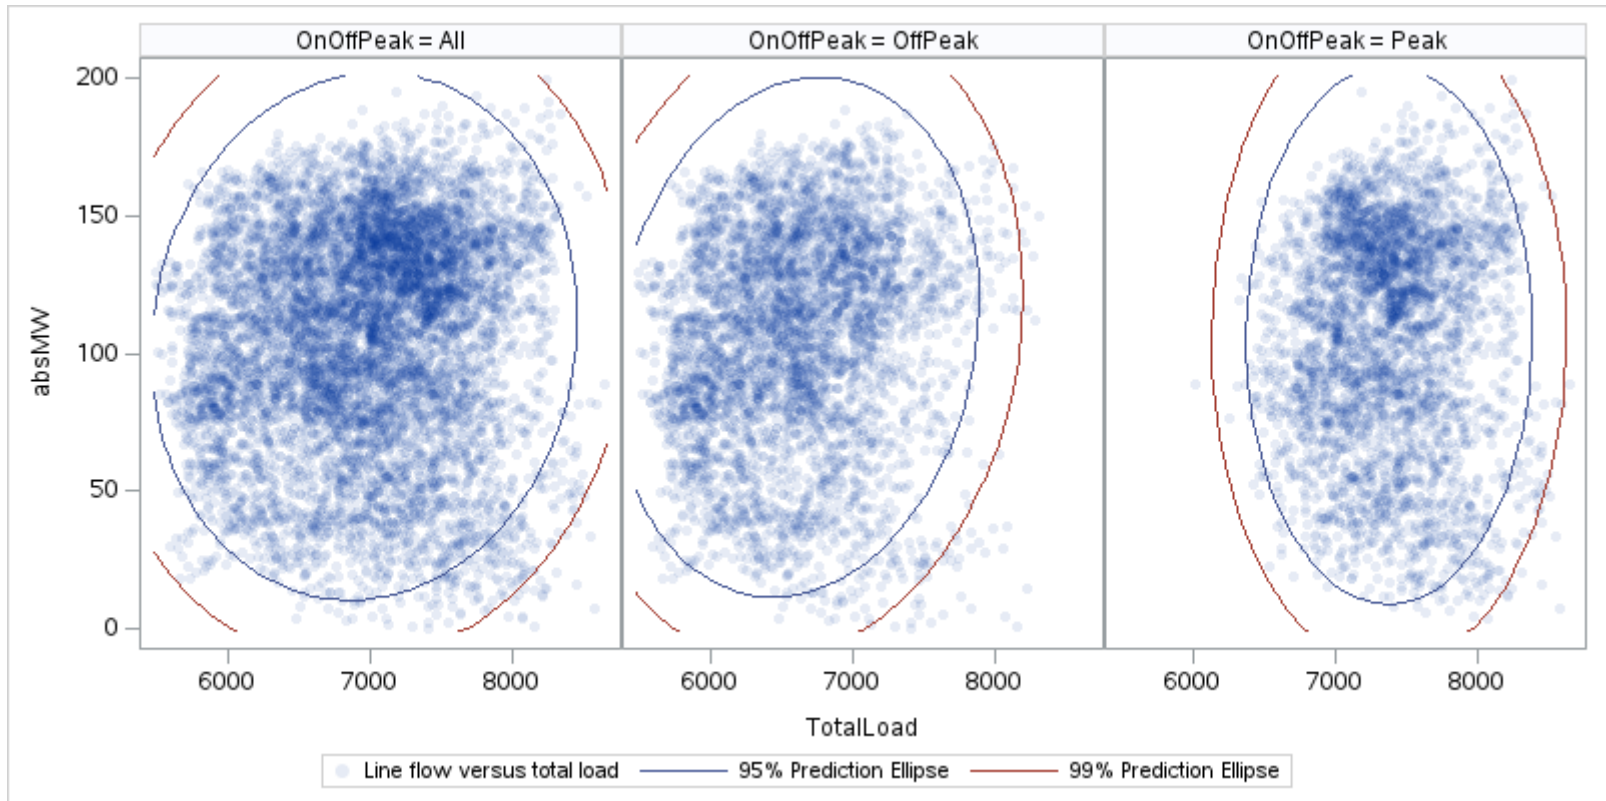 OnOffPeak = All
OnOffPeak = OffPeak
OnOffPeak = Peak
200
150
100
50
0
absMW
6000 7000 8000
6000 7000 8000
6000 7000 8000
TotalLoad
Line flow versus total load
95% Prediction Ellipse
99% Prediction Ellipse